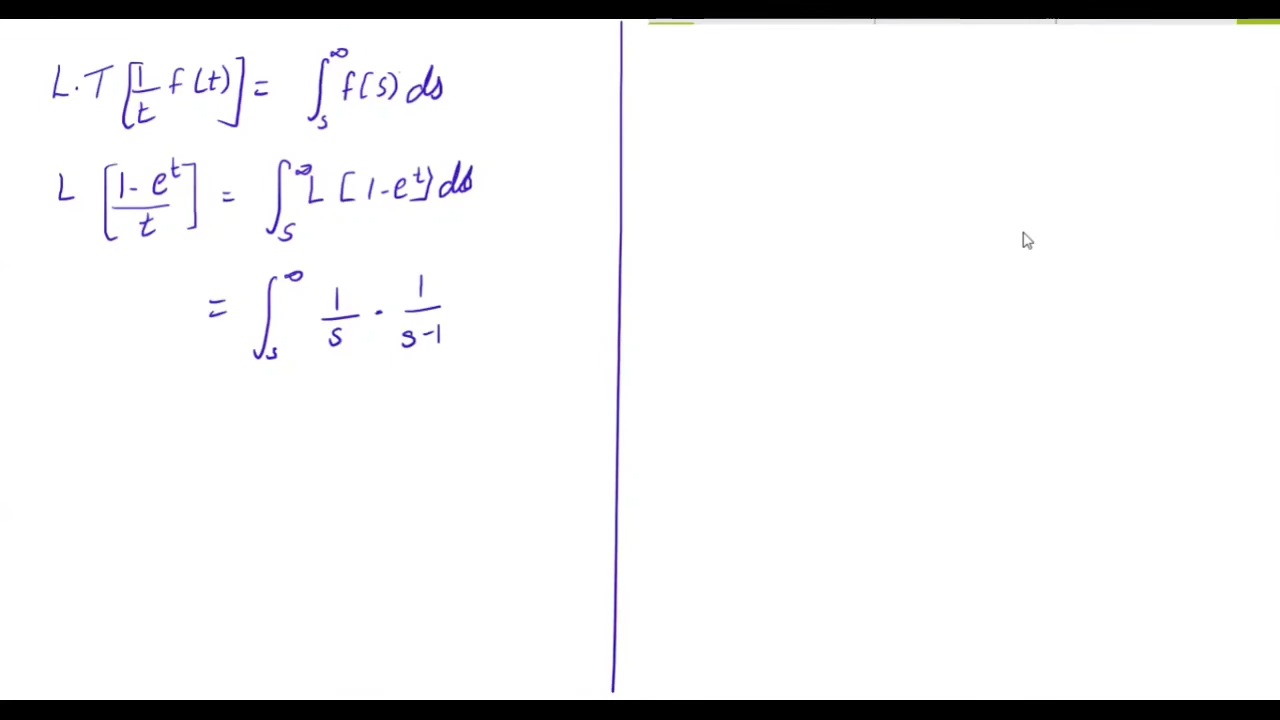 L.T [1/t f(t)] = ∫_s^∞ f(s) ds
L [(1 - e^t)/t] = ∫_s^∞ L [1 - e^t] ds
= ∫_s^∞ 1/s · 1/(s-1)